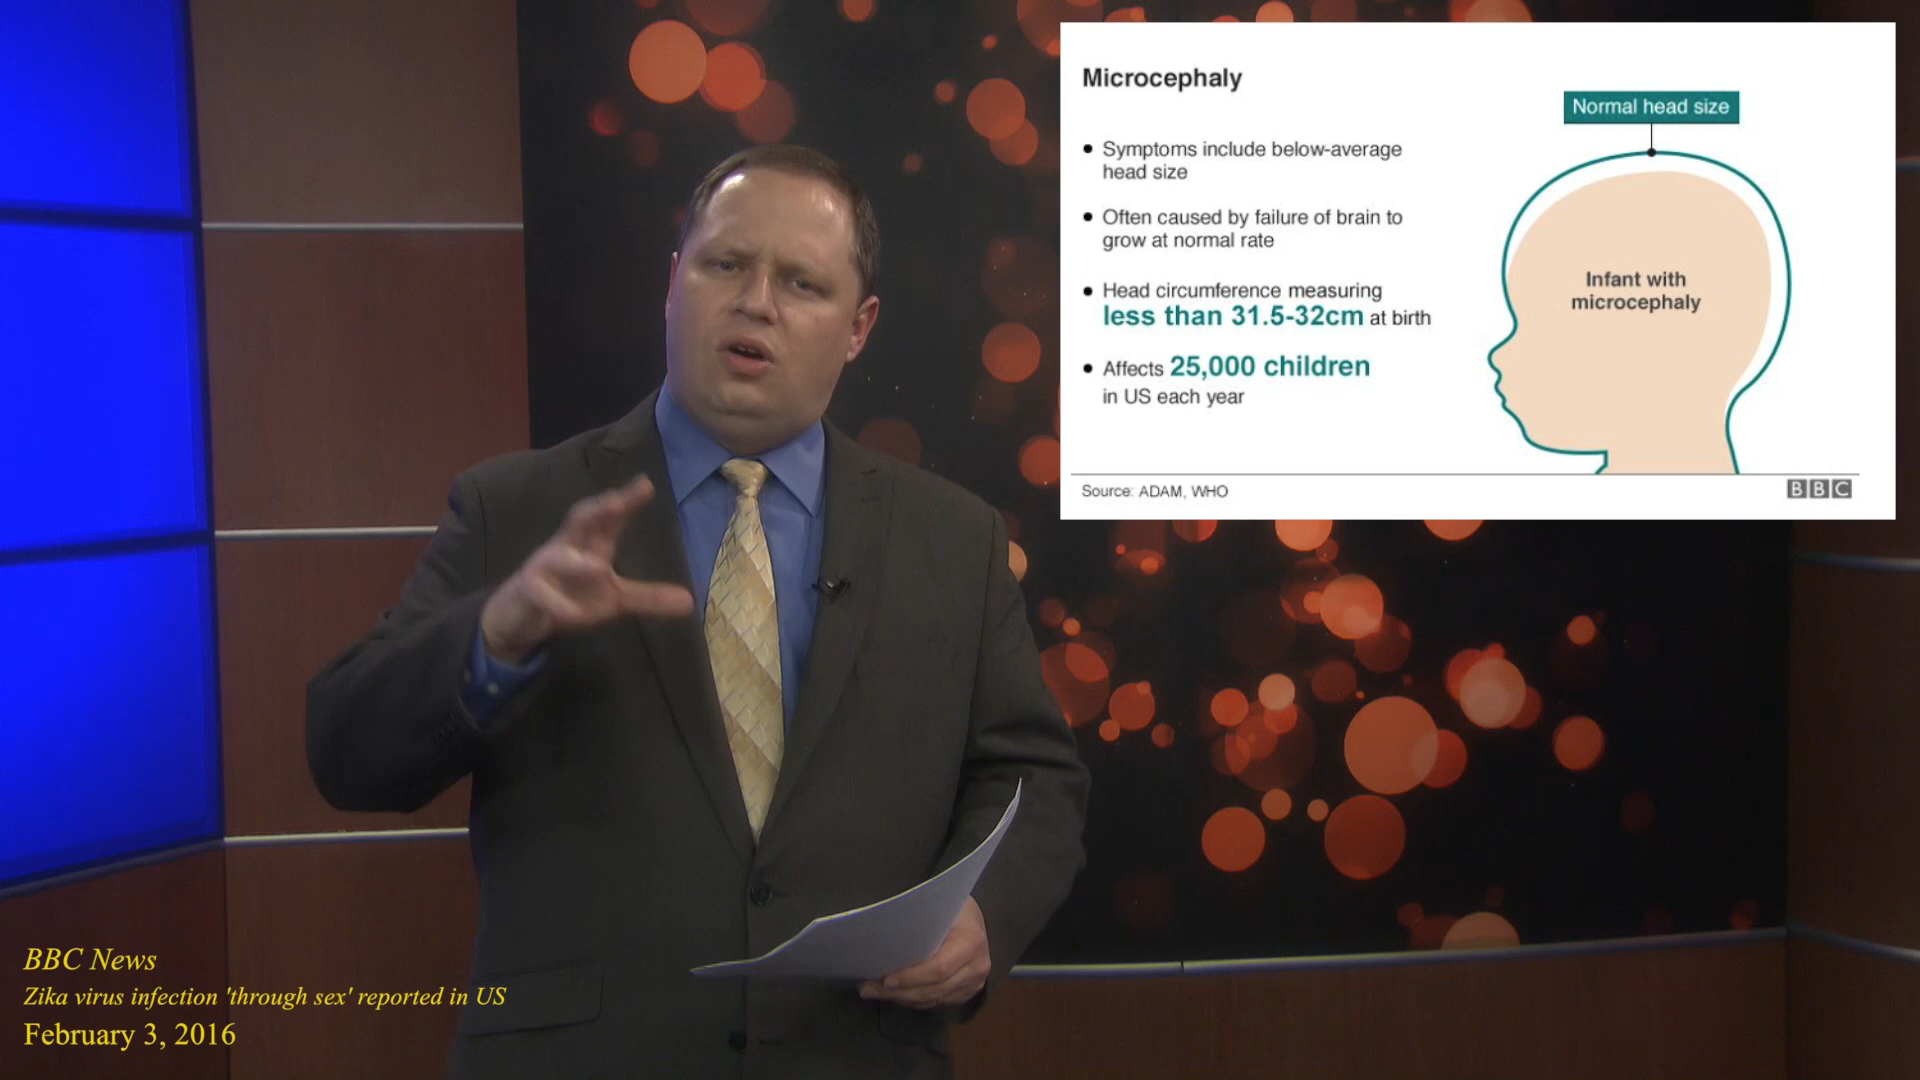 Microcephaly
Normal head size
• Symptoms include below-average
head size
• Often caused by failure of brain to
grow at normal rate
• Head circumference measuring
less than 31.5-32cm at birth
• Affects 25,000 children
in US each year
Infant with
microcephaly
Source: ADAM, WHO
BBC
BBC News
Zika virus infection 'through sex' reported in US
February 3, 2016